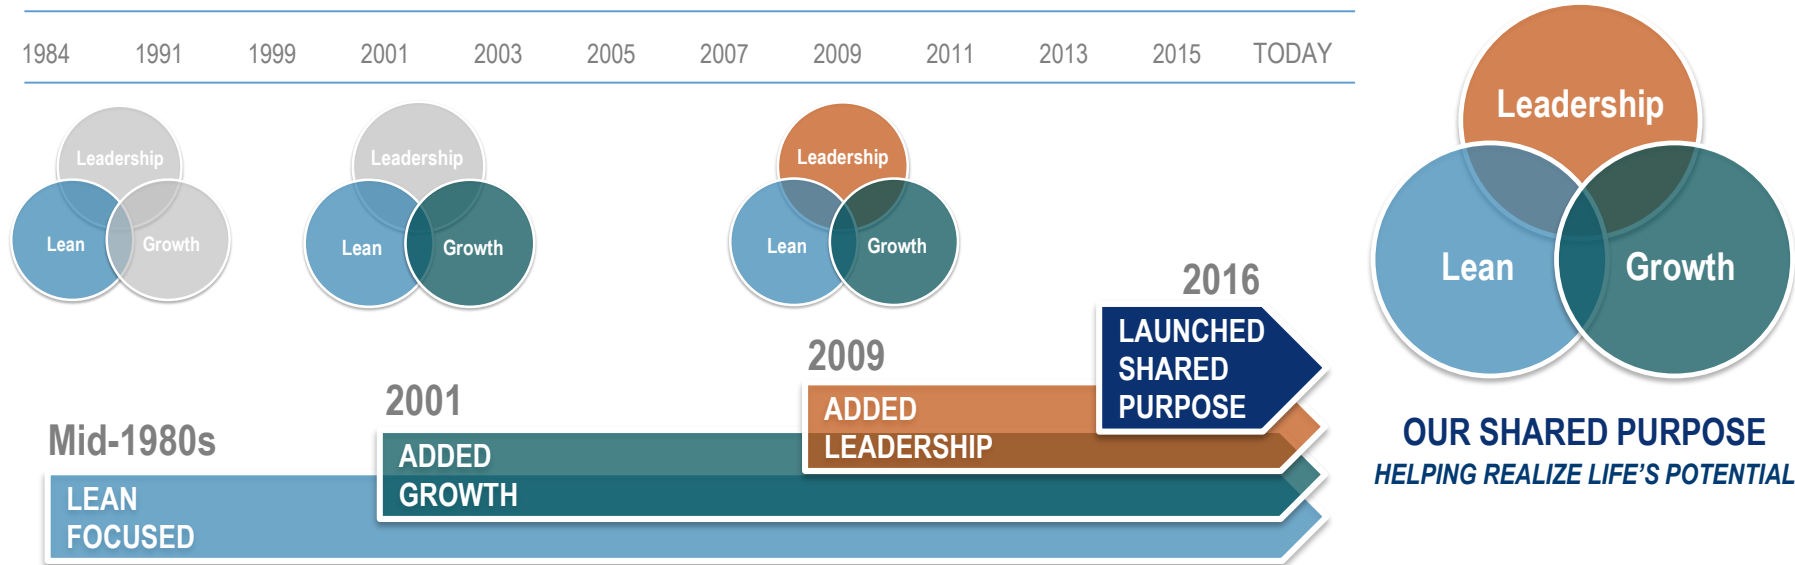 1984 1991 1999 2001 2003 2005 2007 2009 2011 2013 2015 TODAY
Leadership
Lean Growth
Leadership
Lean Growth
Leadership
Lean Growth
Mid-1980s
LEAN
FOCUSED
2001
ADDED
GROWTH
2009
ADDED
LEADERSHIP
2016
LAUNCHED
SHARED
PURPOSE
Leadership
Lean Growth
OUR SHARED PURPOSE
HELPING REALIZE LIFE'S POTENTIAL